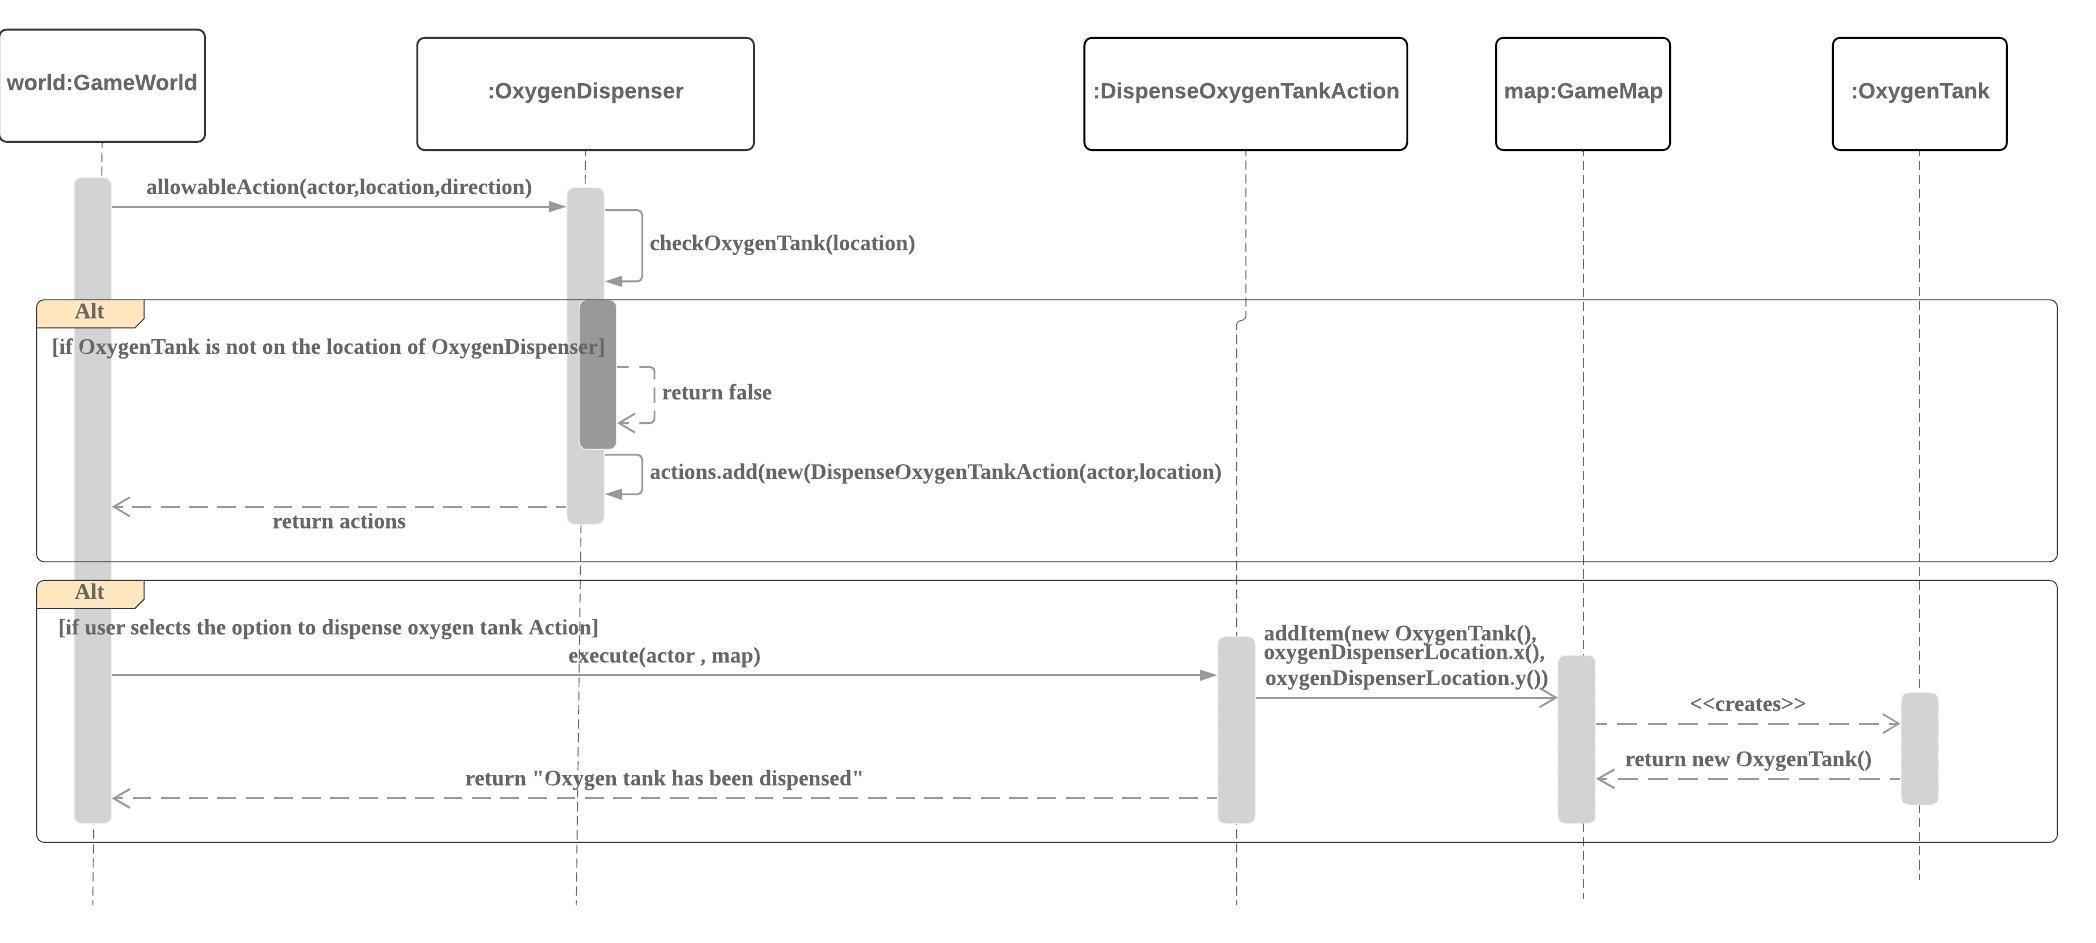 world:GameWorld
:OxygenDispenser
:DispenseOxygenTankAction
map:GameMap
:OxygenTank
allowableAction(actor,location,direction)
checkOxygenTank(location)
Alt
[if OxygenTank is not on the location of OxygenDispenser]
return false
actions.add(new(DispenseOxygenTankAction(actor,location)
return actions
Alt
[if user selects the option to dispense oxygen tank Action]
execute(actor , map)
addItem(new OxygenTank(),
oxygenDispenserLocation.x(),
oxygenDispenserLocation.y())
<<creates>>
return new OxygenTank()
return "Oxygen tank has been dispensed"